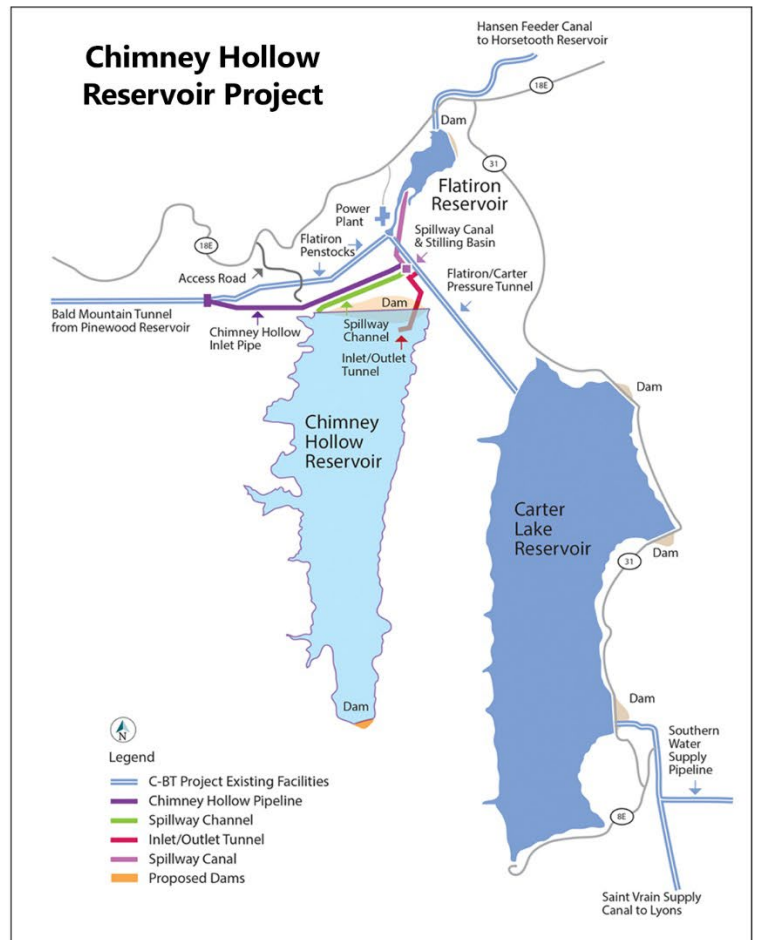 Chimney Hollow
Reservoir Project
Hansen Feeder Canal
to Horsetooth Reservoir
18E
Dam
31
Flatiron
Reservoir
Power
Plant
Spillway Canal
& Stilling Basin
Flatiron
Penstocks
18E
Flatiron/Carter
Pressure Tunnel
Access Road
Dam
Bald Mountain Tunnel
from Pinewood Reservoir
Chimney Hollow
Inlet Pipe
Spillway
Channel
Inlet/Outlet
Tunnel
Dam
Chimney
Hollow
Reservoir
Carter
Lake
Reservoir
Dam
31
Dam
Dam
Southern
Water
Supply
Pipeline
8E
Saint Vrain Supply
Canal to Lyons
N
Legend
C-BT Project Existing Facilities
Chimney Hollow Pipeline
Spillway Channel
Inlet/Outlet Tunnel
Spillway Canal
Proposed Dams